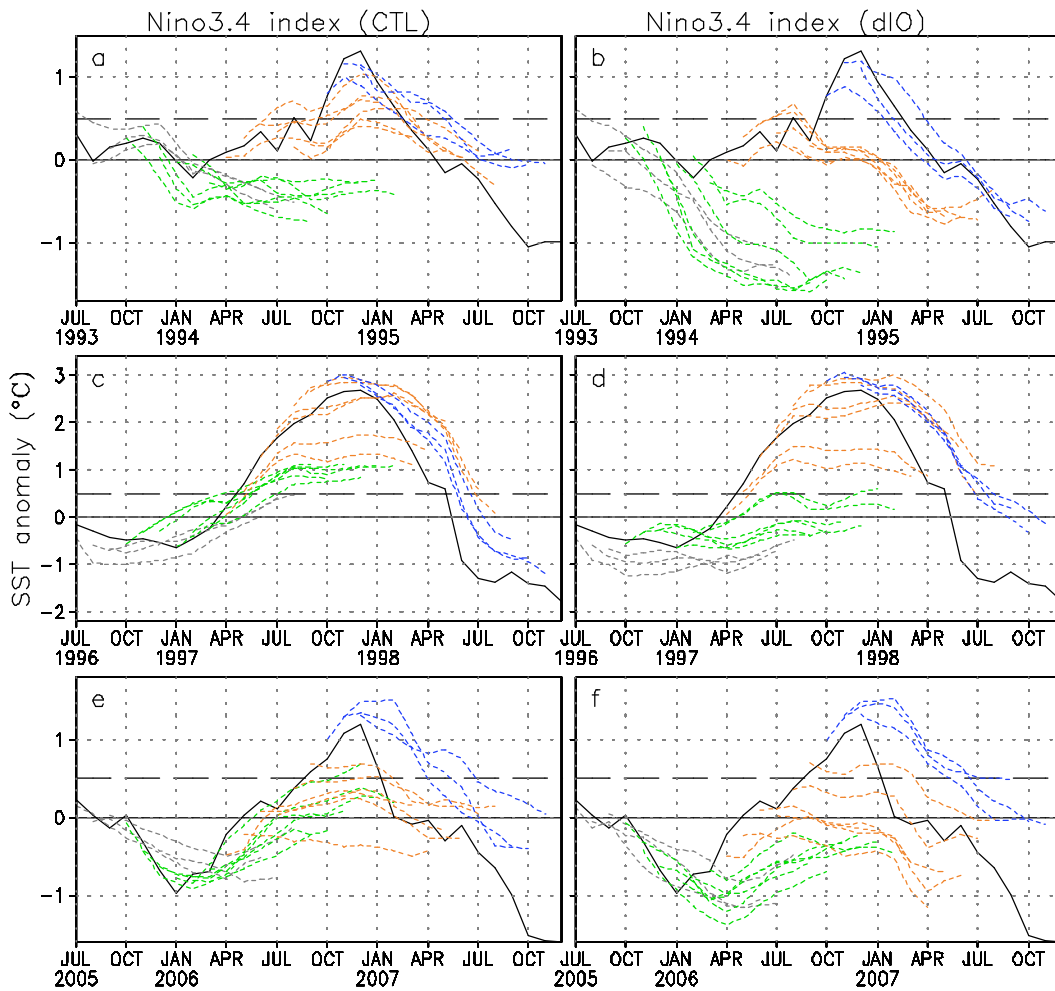 Nino3.4 index (CTL) Nino3.4 index (dIO)
a b
1
0
−1
JUL OCT JAN APR JUL OCT JAN APR JUL OCT JUL OCT JAN APR JUL OCT JAN APR JUL OCT
1993 1994 1995 1993 1994 1995
SST anomaly (°C)
c d
3
2
1
0
−1
−2
JUL OCT JAN APR JUL OCT JAN APR JUL OCT JUL OCT JAN APR JUL OCT JAN APR JUL OCT
1996 1997 1998 1996 1997 1998
e f
1
0
−1
JUL OCT JAN APR JUL OCT JAN APR JUL OCT JUL OCT JAN APR JUL OCT JAN APR JUL OCT
2005 2006 2007 2005 2006 2007